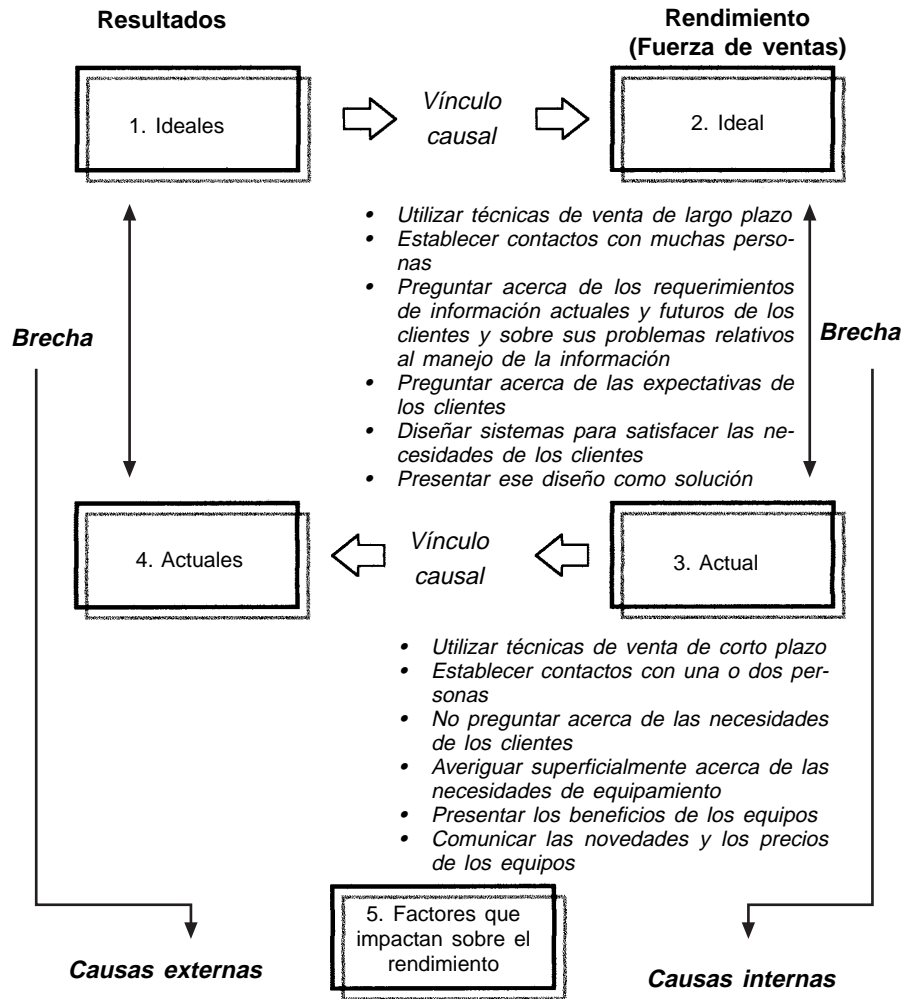 Resultados
Rendimiento
(Fuerza de ventas)
1. Ideales
Vínculo
causal
2. Ideal
• Utilizar técnicas de venta de largo plazo
• Establecer contactos con muchas perso-
nas
• Preguntar acerca de los requerimientos
de información actuales y futuros de los
clientes y sobre sus problemas relativos
al manejo de la información
• Preguntar acerca de las expectativas de
los clientes
• Diseñar sistemas para satisfacer las ne-
cesidades de los clientes
• Presentar ese diseño como solución
Brecha
Brecha
4. Actuales
Vínculo
causal
3. Actual
• Utilizar técnicas de venta de corto plazo
• Establecer contactos con una o dos per-
sonas
• No preguntar acerca de las necesidades
de los clientes
• Averiguar superficialmente acerca de las
necesidades de equipamiento
• Presentar los beneficios de los equipos
• Comunicar las novedades y los precios
de los equipos
5. Factores que
impactan sobre el
rendimiento
Causas externas
Causas internas